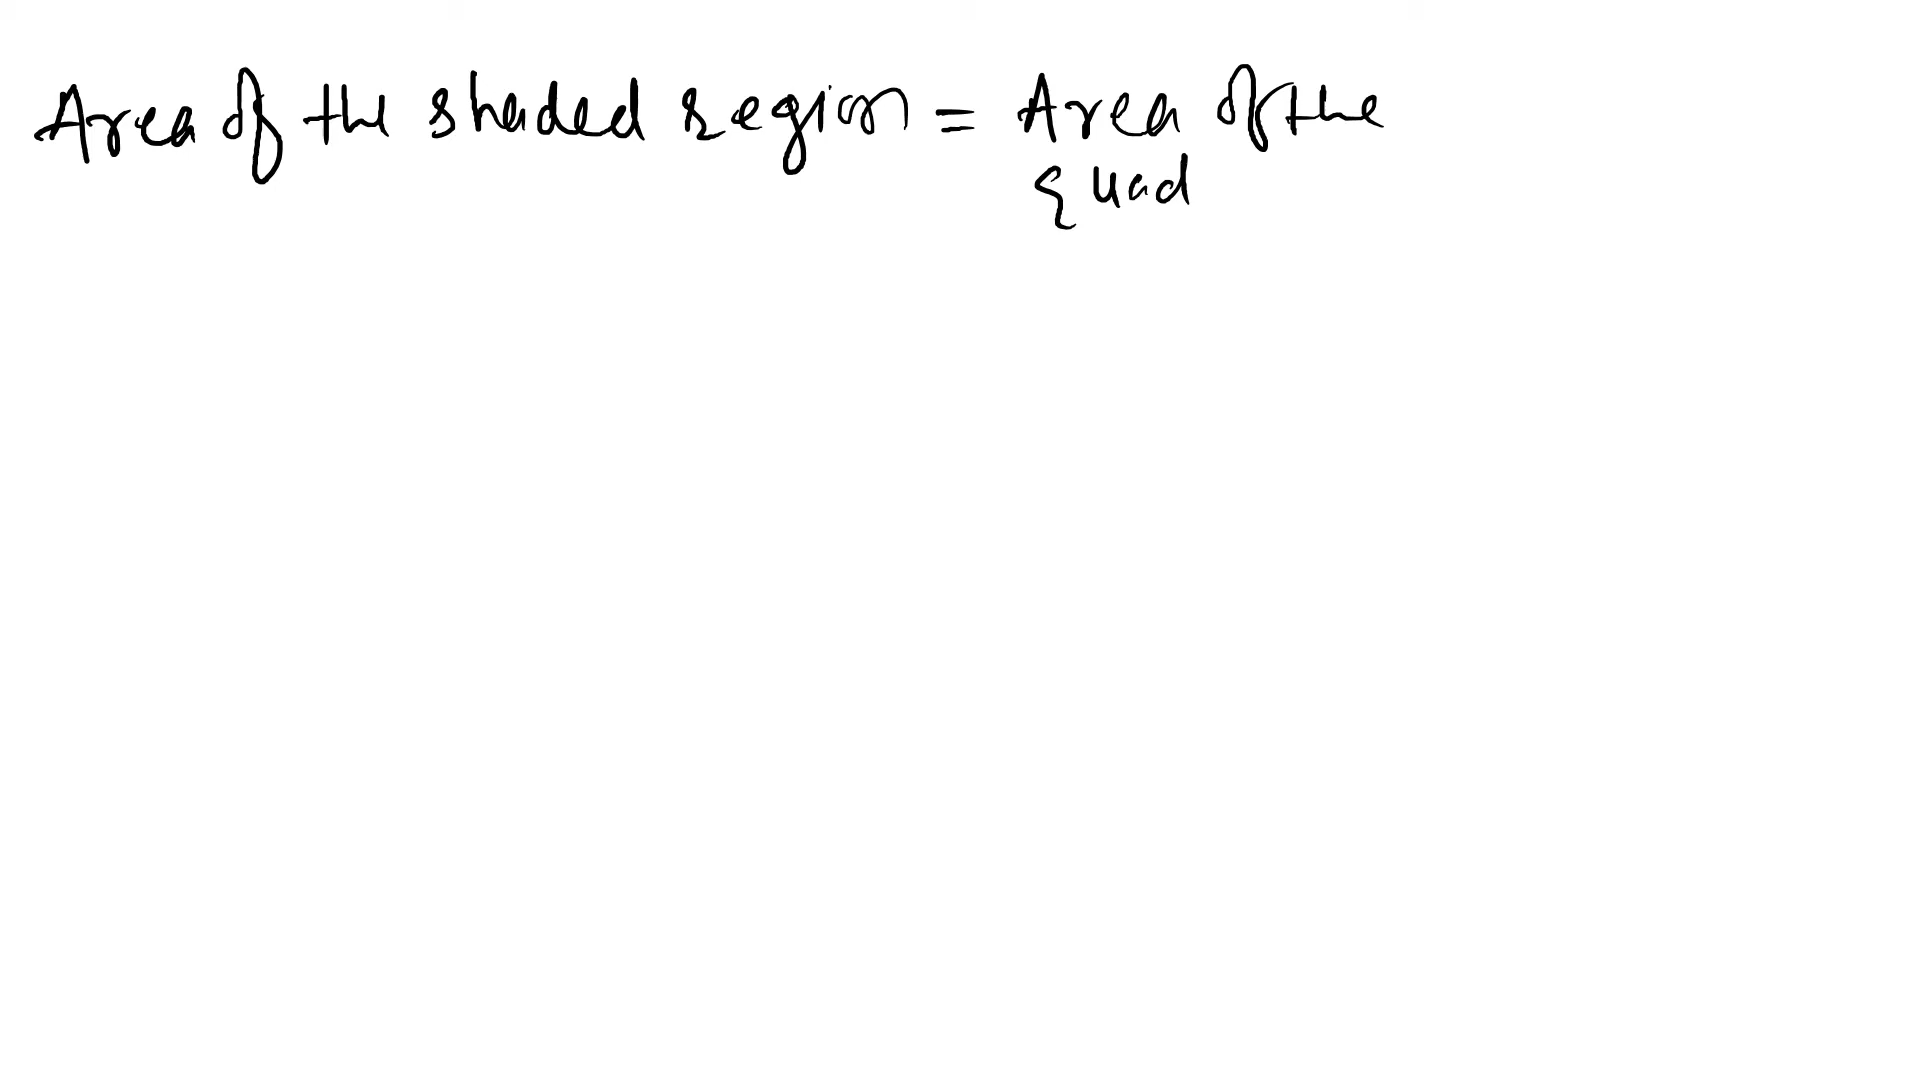 Area of the shaded region = Area of the
quad